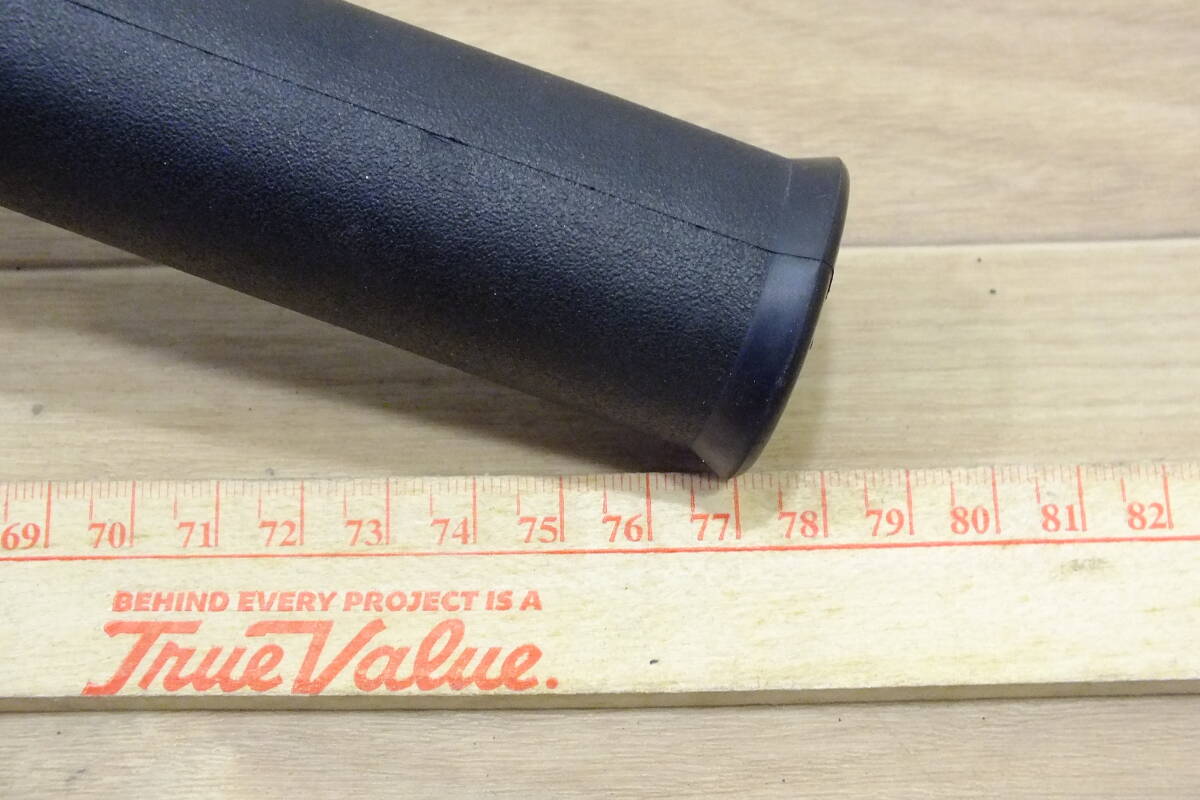 69 70 71 72 73 74 75 76 77 78 79 80 81 82
BEHIND EVERY PROJECT IS A
True Value.